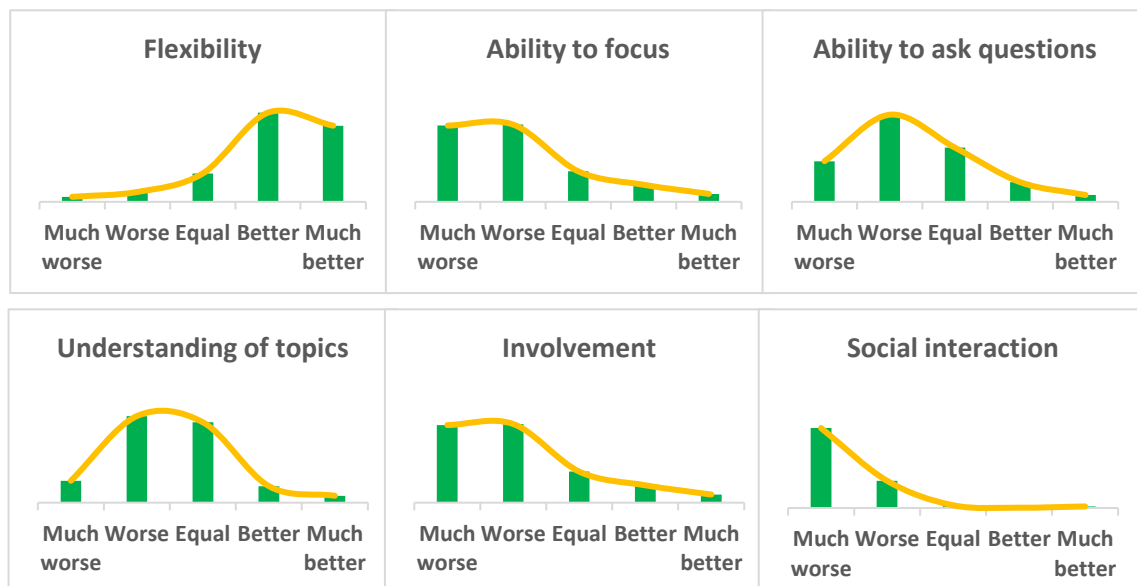 Flexibility
Much Worse Equal Better Much
worse better
Ability to focus
Much Worse Equal Better Much
worse better
Ability to ask questions
Much Worse Equal Better Much
worse better
Understanding of topics
Much Worse Equal Better Much
worse better
Involvement
Much Worse Equal Better Much
worse better
Social interaction
Much Worse Equal Better Much
worse better